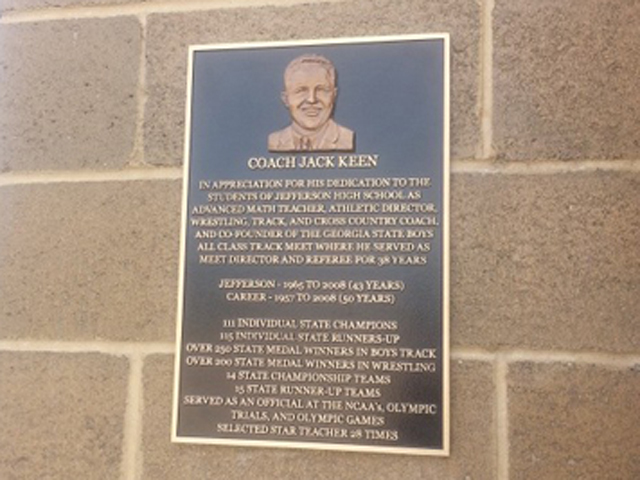 COACH JACK KEEN
IN APPRECIATION FOR HIS DEDICATION TO THE
STUDENTS OF JEFFERSON HIGH SCHOOL AS
ADVANCED MATH TEACHER, ATHLETIC DIRECTOR,
WRESTLING, TRACK, AND CROSS COUNTRY COACH,
AND CO-FOUNDER OF THE GEORGIA STATE BOYS
ALL CLASS TRACK MEET WHERE HE SERVED AS
MEET DIRECTOR AND REFEREE FOR 38 YEARS
JEFFERSON - 1965 TO 2008 (43 YEARS)
CAREER - 1957 TO 2008 (50 YEARS)
111 INDIVIDUAL STATE CHAMPIONS
115 INDIVIDUAL STATE RUNNERS-UP
OVER 250 STATE MEDAL WINNERS IN BOYS TRACK
OVER 200 STATE MEDAL WINNERS IN WRESTLING
14 STATE CHAMPIONSHIP TEAMS
15 STATE RUNNER-UP TEAMS
SERVED AS AN OFFICIAL AT THE NCAA's, OLYMPIC
TRIALS, AND OLYMPIC GAMES
SELECTED STAR TEACHER 28 TIMES